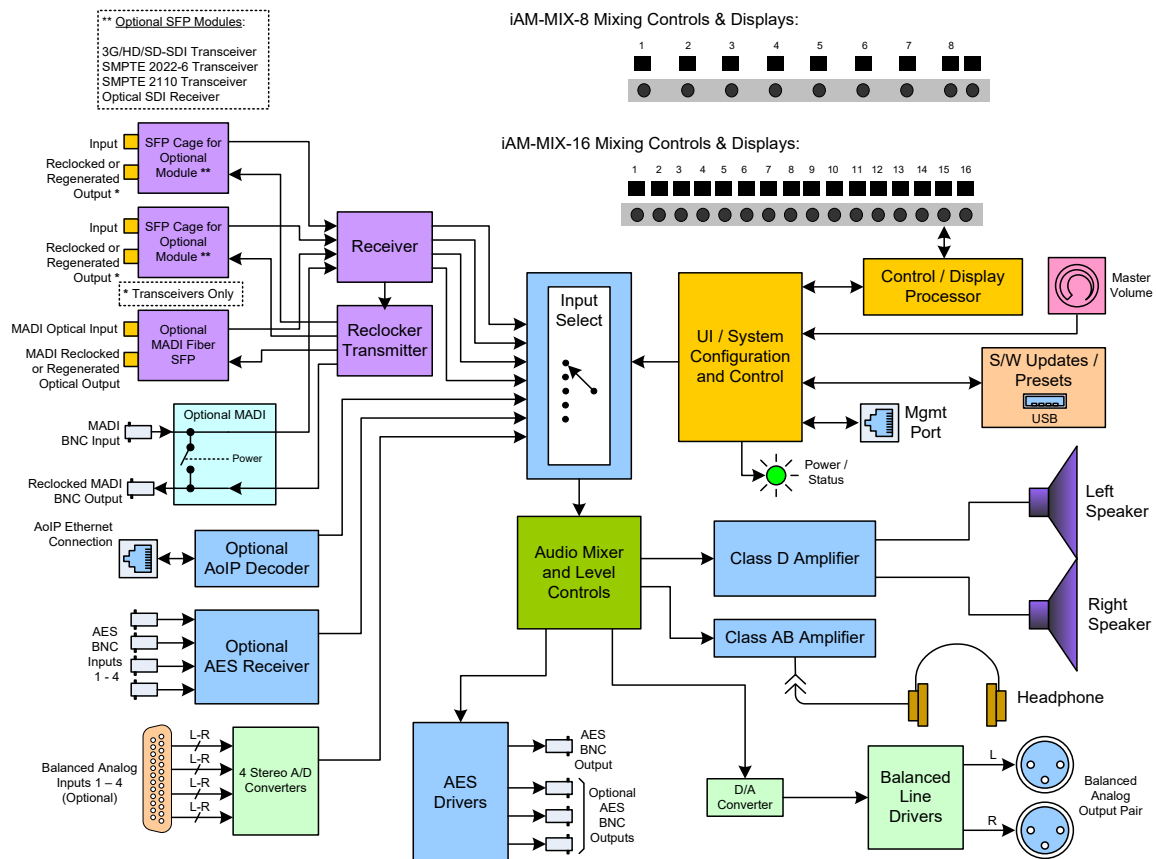 ** Optional SFP Modules:
3G/HD/SD-SDI Transceiver
SMPTE 2022-6 Transceiver
SMPTE 2110 Transceiver
Optical SDI Receiver
iAM-MIX-8 Mixing Controls & Displays:
1 2 3 4 5 6 7 8
iAM-MIX-16 Mixing Controls & Displays:
1 2 3 4 5 6 7 8 9 10 11 12 13 14 15 16
Input
Reclocked or
Regenerated
Output *
SFP Cage for
Optional
Module **
Input
Reclocked or
Regenerated
Output *
SFP Cage for
Optional
Module **
* Transceivers Only
MADI Optical Input
MADI Reclocked
or Regenerated
Optical Output
Optional
MADI Fiber
SFP
Receiver
Reclocker
Transmitter
Optional MADI
Power
MADI
BNC Input
Reclocked MADI
BNC Output
AoIP Ethernet
Connection
Optional
AoIP Decoder
AES
BNC
Inputs
1 - 4
Optional
AES Receiver
Balanced Analog
Inputs 1 – 4
(Optional)
L-R
L-R
L-R
L-R
4 Stereo A/D
Converters
Input
Select
UI / System
Configuration
and Control
Control / Display
Processor
Master
Volume
S/W Updates /
Presets
USB
Mgmt
Port
Power /
Status
Audio Mixer
and Level
Controls
Class D Amplifier
Left
Speaker
Right
Speaker
Class AB Amplifier
Headphone
AES
Drivers
AES
BNC
Output
Optional
AES
BNC
Outputs
D/A
Converter
Balanced
Line
Drivers
L
R
Balanced
Analog
Output Pair